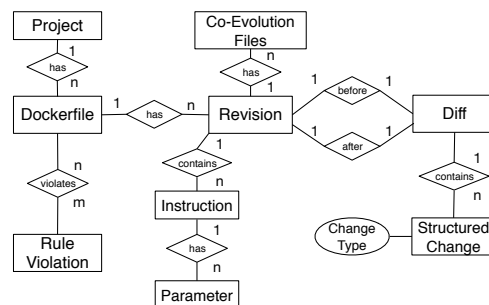 Project
Co-Evolution
Files
1
has
n
n
has
1
Dockerfile
1
has
n
Revision
1
before
1
1
after
1
Diff
n
violates
m
1
contains
n
1
contains
n
Rule
Violation
Instruction
1
has
n
Parameter
Change
Type
Structured
Change